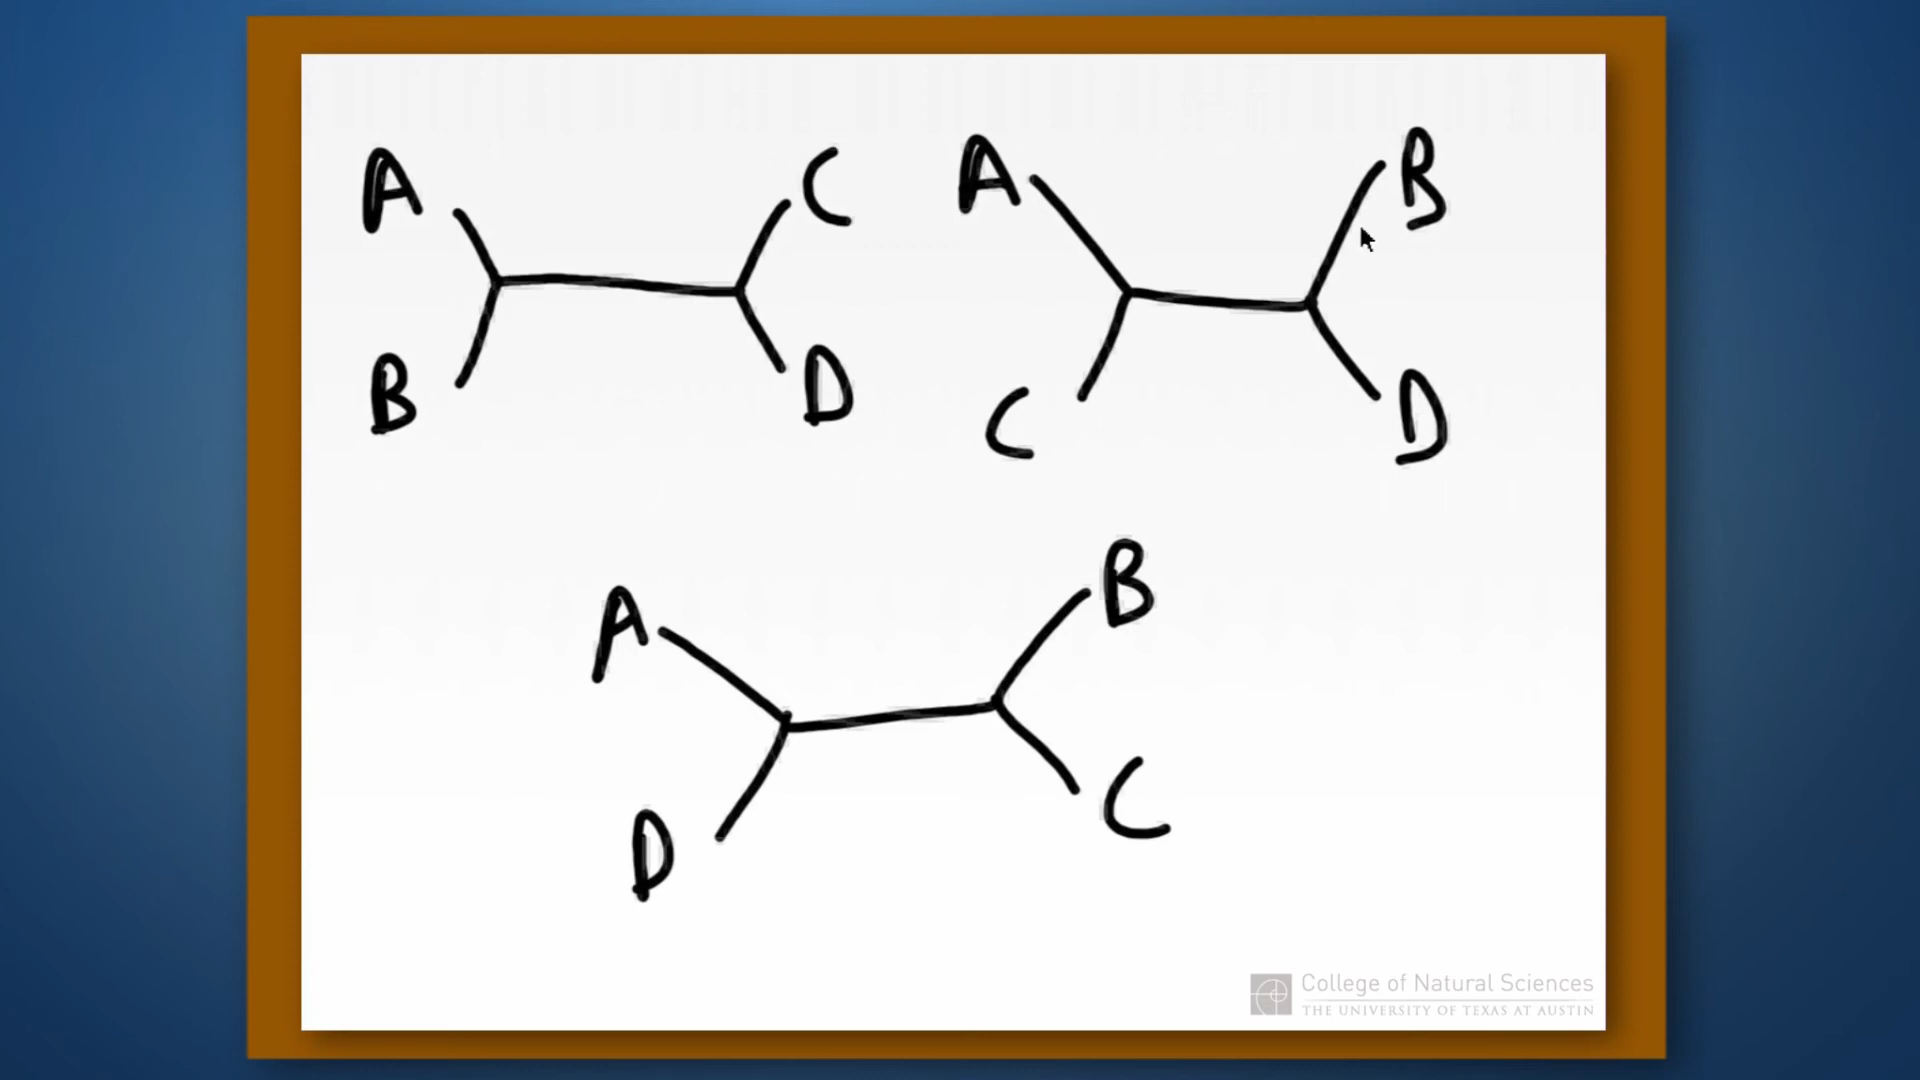 A C
B D
A B
C D
A B
D C
College of Natural Sciences
THE UNIVERSITY OF TEXAS AT AUSTIN